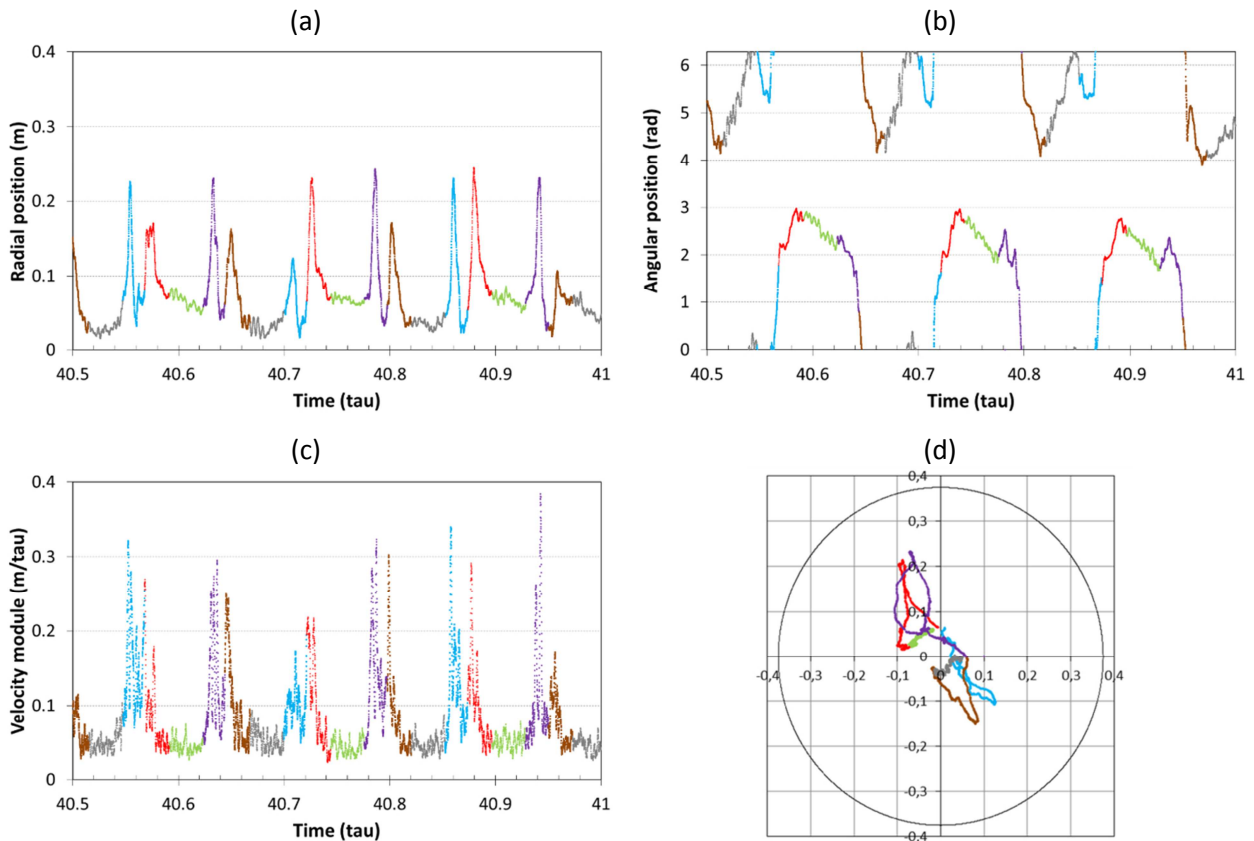 (a)
0.4
0.3
0.2
0.1
0
Radial position (m)
40.5 40.6 40.7 40.8 40.9 41
Time (tau)
(b)
6
5
4
3
2
1
0
Angular position (rad)
40.5 40.6 40.7 40.8 40.9 41
Time (tau)
(c)
0.4
0.3
0.2
0.1
0
Velocity module (m/tau)
40.5 40.6 40.7 40.8 40.9 41
Time (tau)
(d)
0,4
0,3
0,2
0,1
0
-0,4 -0,3 -0,2 -0,1 0 0,1 0,2 0,3 0,4
-0,1
-0,2
-0,3
-0,4